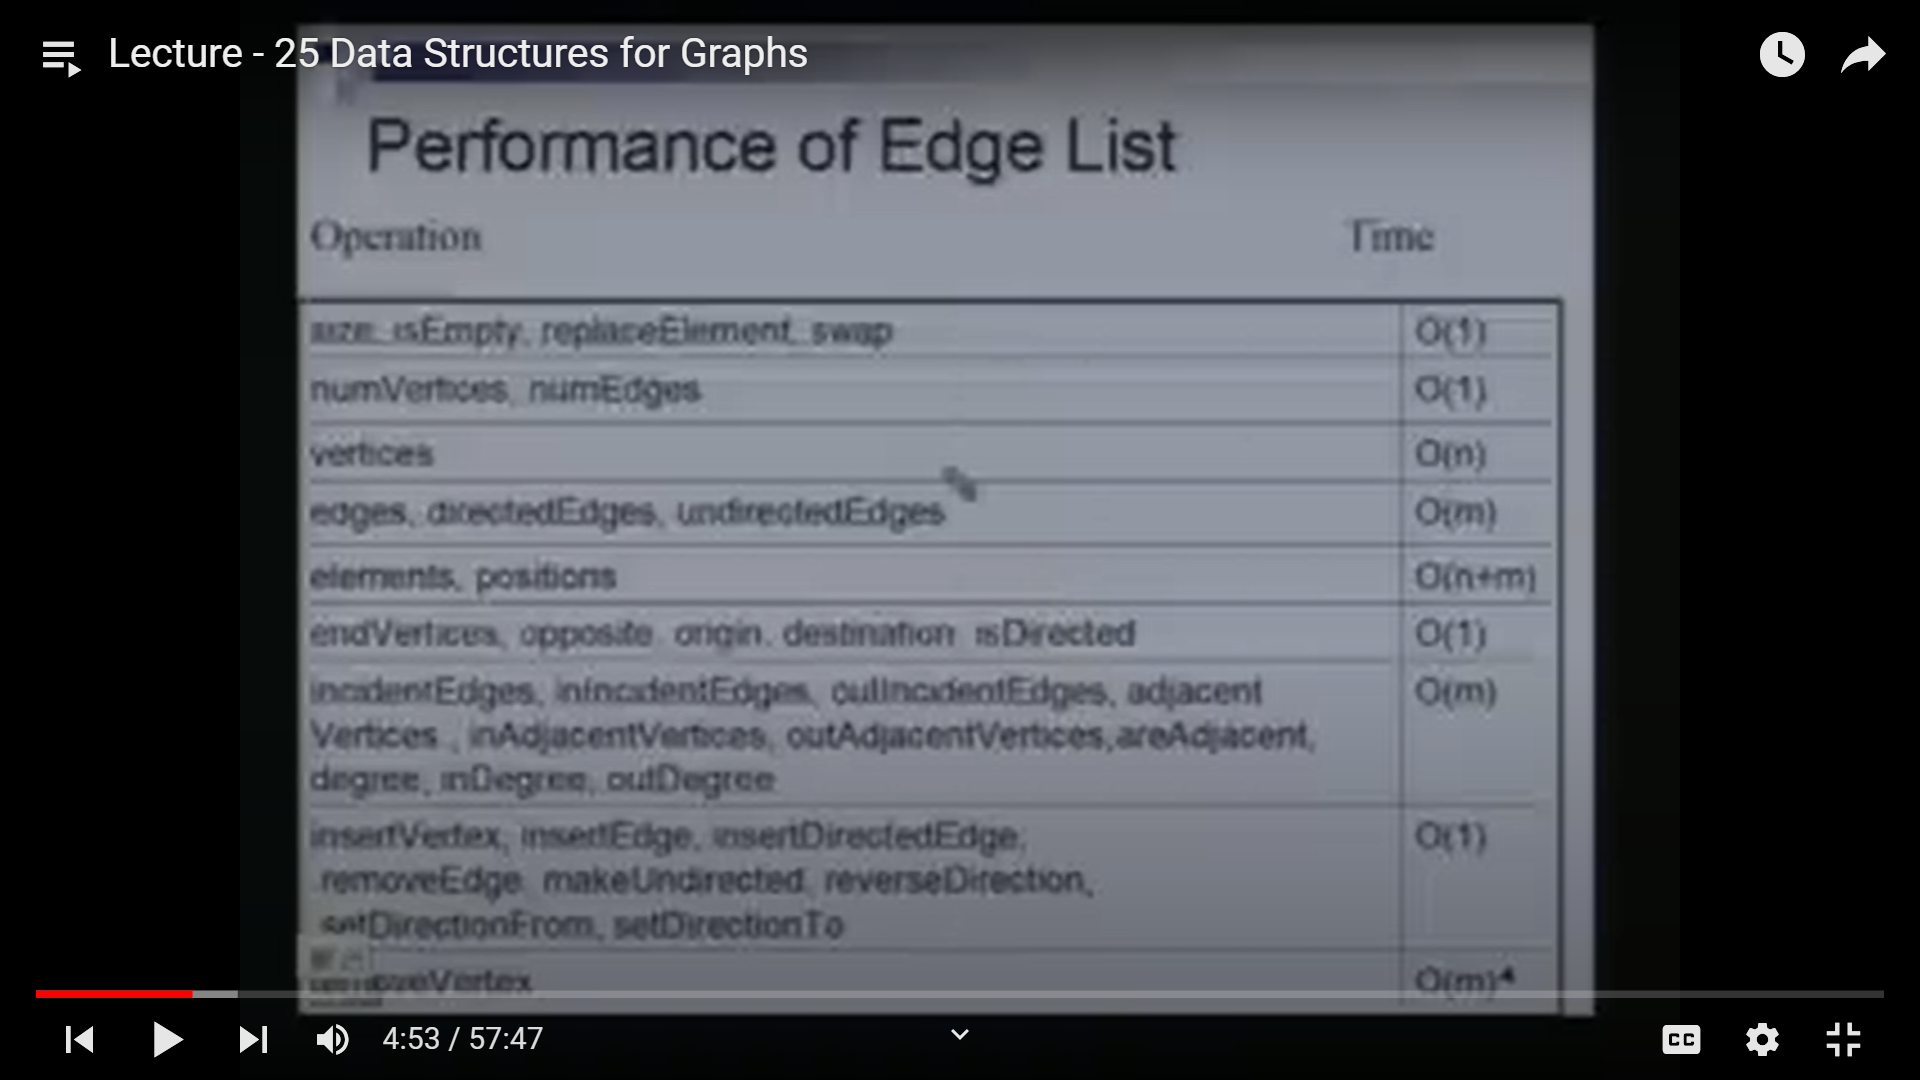 Lecture - 25 Data Structures for Graphs
Performance of Edge List
Operation Time
size, isEmpty, replaceElement, swap O(1)
numVertices, numEdges O(1)
vertices O(n)
edges, directedEdges, undirectedEdges O(m)
elements, positions O(n+m)
endVertices, opposite, origin, destination, isDirected O(1)
incidentEdges, inIncidentEdges, outIncidentEdges, adjacent O(m)
Vertices , inAdjacentVertices, outAdjacentVertices,areAdjacent,
degree, inDegree, outDegree
insertVertex, insertEdge, insertDirectedEdge, O(1)
removeEdge, makeUndirected, reverseDirection,
setDirectionFrom, setDirectionTo
O(m)
4:53 / 57:47
CC